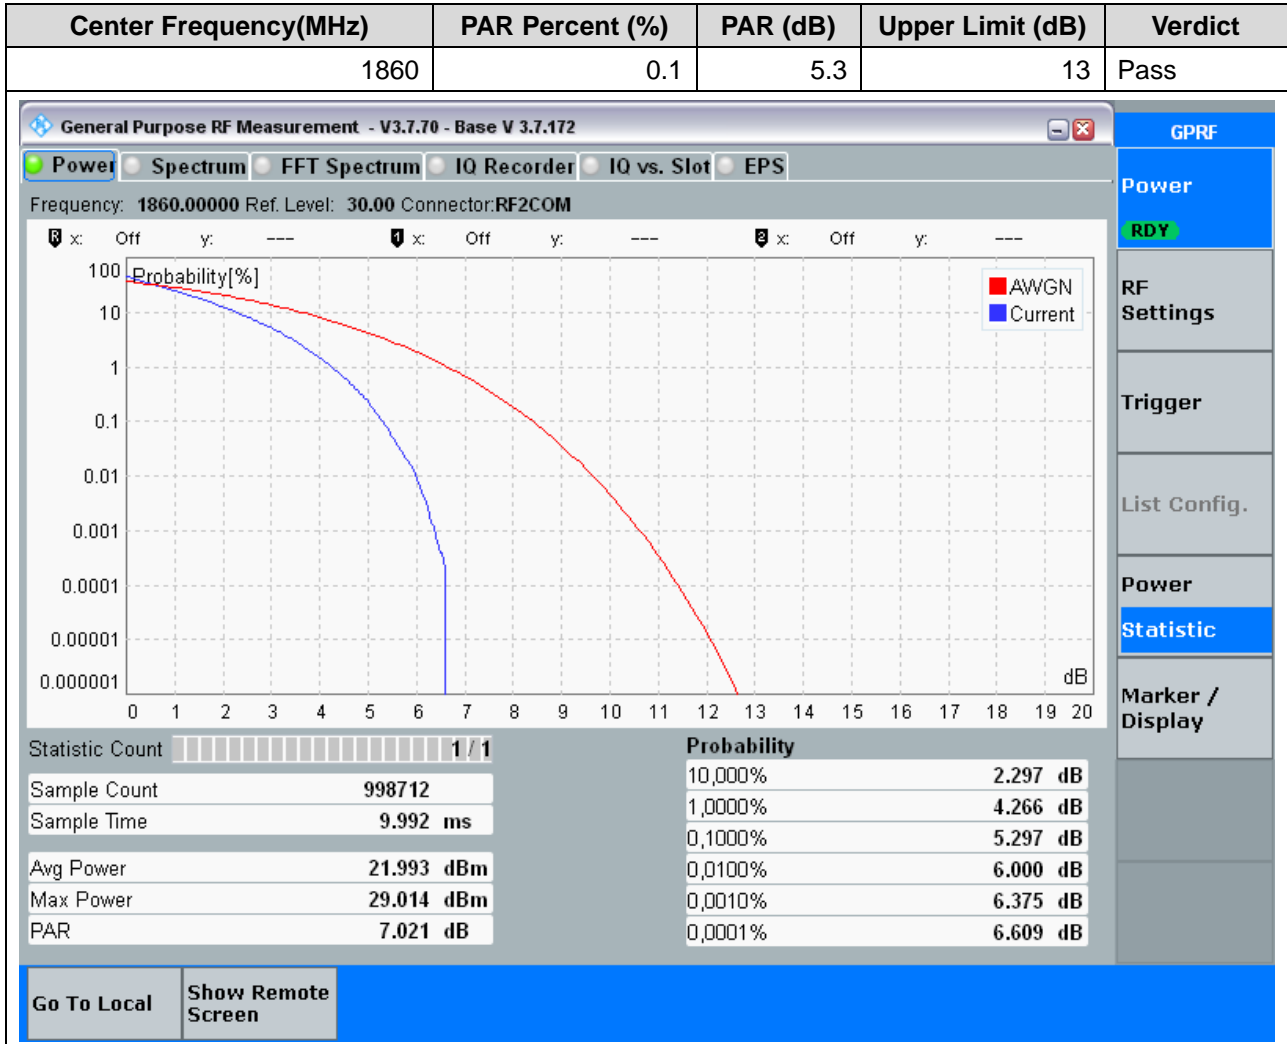 Center Frequency(MHz) PAR Percent (%) PAR (dB) Upper Limit (dB) Verdict
1860 0.1 5.3 13 Pass
General Purpose RF Measurement - V3.7.70 - Base V 3.7.172
GPRF
Power Spectrum FFT Spectrum IQ Recorder IQ vs. Slot EPS
Power
RDY
Frequency: 1860.00000 Ref. Level: 30.00 Connector:RF2COM
R x: Off y: --- 1 x: Off y: --- 2 x: Off y: ---
Probability[%]
AWGN
Current
100
10
1
0.1
0.01
0.001
0.0001
0.00001
0.000001
dB
0 1 2 3 4 5 6 7 8 9 10 11 12 13 14 15 16 17 18 19 20
RF
Settings
Trigger
List Config.
Power
Statistic
Marker /
Display
Statistic Count 1 / 1
Sample Count 998712
Sample Time 9.992 ms
Avg Power 21.993 dBm
Max Power 29.014 dBm
PAR 7.021 dB
Probability
10,000% 2.297 dB
1,0000% 4.266 dB
0,1000% 5.297 dB
0,0100% 6.000 dB
0,0010% 6.375 dB
0,0001% 6.609 dB
Go To Local
Show Remote
Screen